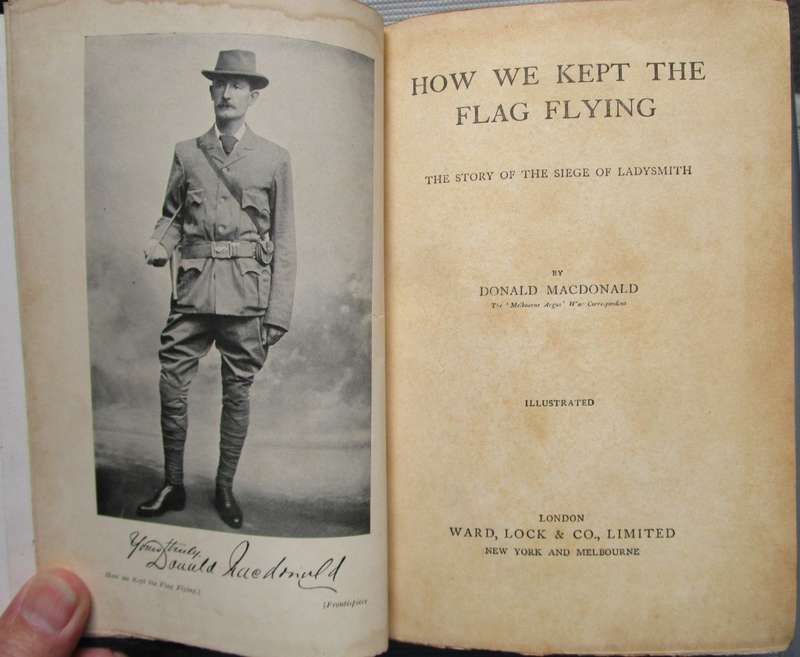 Yours truly,
Donald Macdonald
How we Kept the Flag Flying.]
[Frontispiece
HOW WE KEPT THE
FLAG FLYING
THE STORY OF THE SIEGE OF LADYSMITH
BY
DONALD MACDONALD
The "Melbourne Argus" War Correspondent
ILLUSTRATED
LONDON
WARD, LOCK & CO., LIMITED
NEW YORK AND MELBOURNE